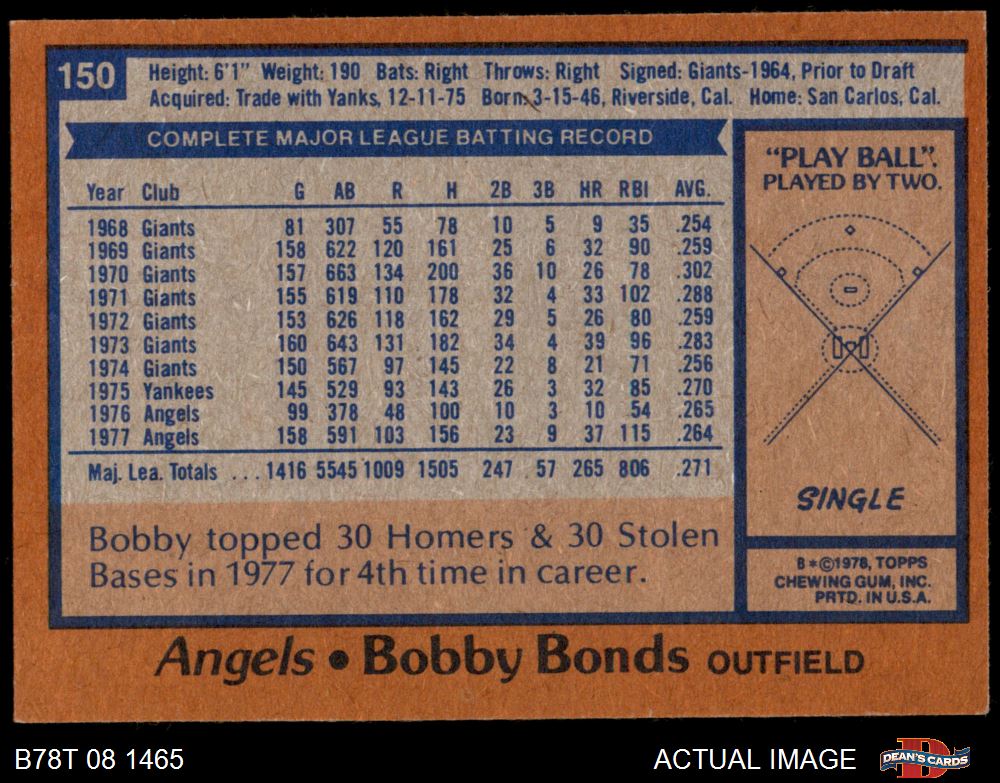 150
Height: 6'1" Weight: 190 Bats: Right Throws: Right Signed: Giants-1964, Prior to Draft
Acquired: Trade with Yanks, 12-11-75 Born: 3-15-46, Riverside, Cal. Home: San Carlos, Cal.
COMPLETE MAJOR LEAGUE BATTING RECORD
Year Club G AB R H 2B 3B HR RBI AVG.
1968 Giants 81 307 55 78 10 5 9 35 .254
1969 Giants 158 622 120 161 25 6 32 90 .259
1970 Giants 157 663 134 200 36 10 26 78 .302
1971 Giants 155 619 110 178 32 4 33 102 .288
1972 Giants 153 626 118 162 29 5 26 80 .259
1973 Giants 160 643 131 182 34 4 39 96 .283
1974 Giants 150 567 97 145 22 8 21 71 .256
1975 Yankees 145 529 93 143 26 3 32 85 .270
1976 Angels 99 378 48 100 10 3 10 54 .265
1977 Angels 158 591 103 156 23 9 37 115 .264
Maj. Lea. Totals ... 1416 5545 1009 1505 247 57 265 806 .271
Bobby topped 30 Homers & 30 Stolen
Bases in 1977 for 4th time in career.
"PLAY BALL".
PLAYED BY TWO.
SINGLE
B*©1978, TOPPS
CHEWING GUM, INC.
PRTD. IN U.S.A.
Angels • Bobby Bonds OUTFIELD
B78T 08 1465
ACTUAL IMAGE
D
DEAN'S CARDS